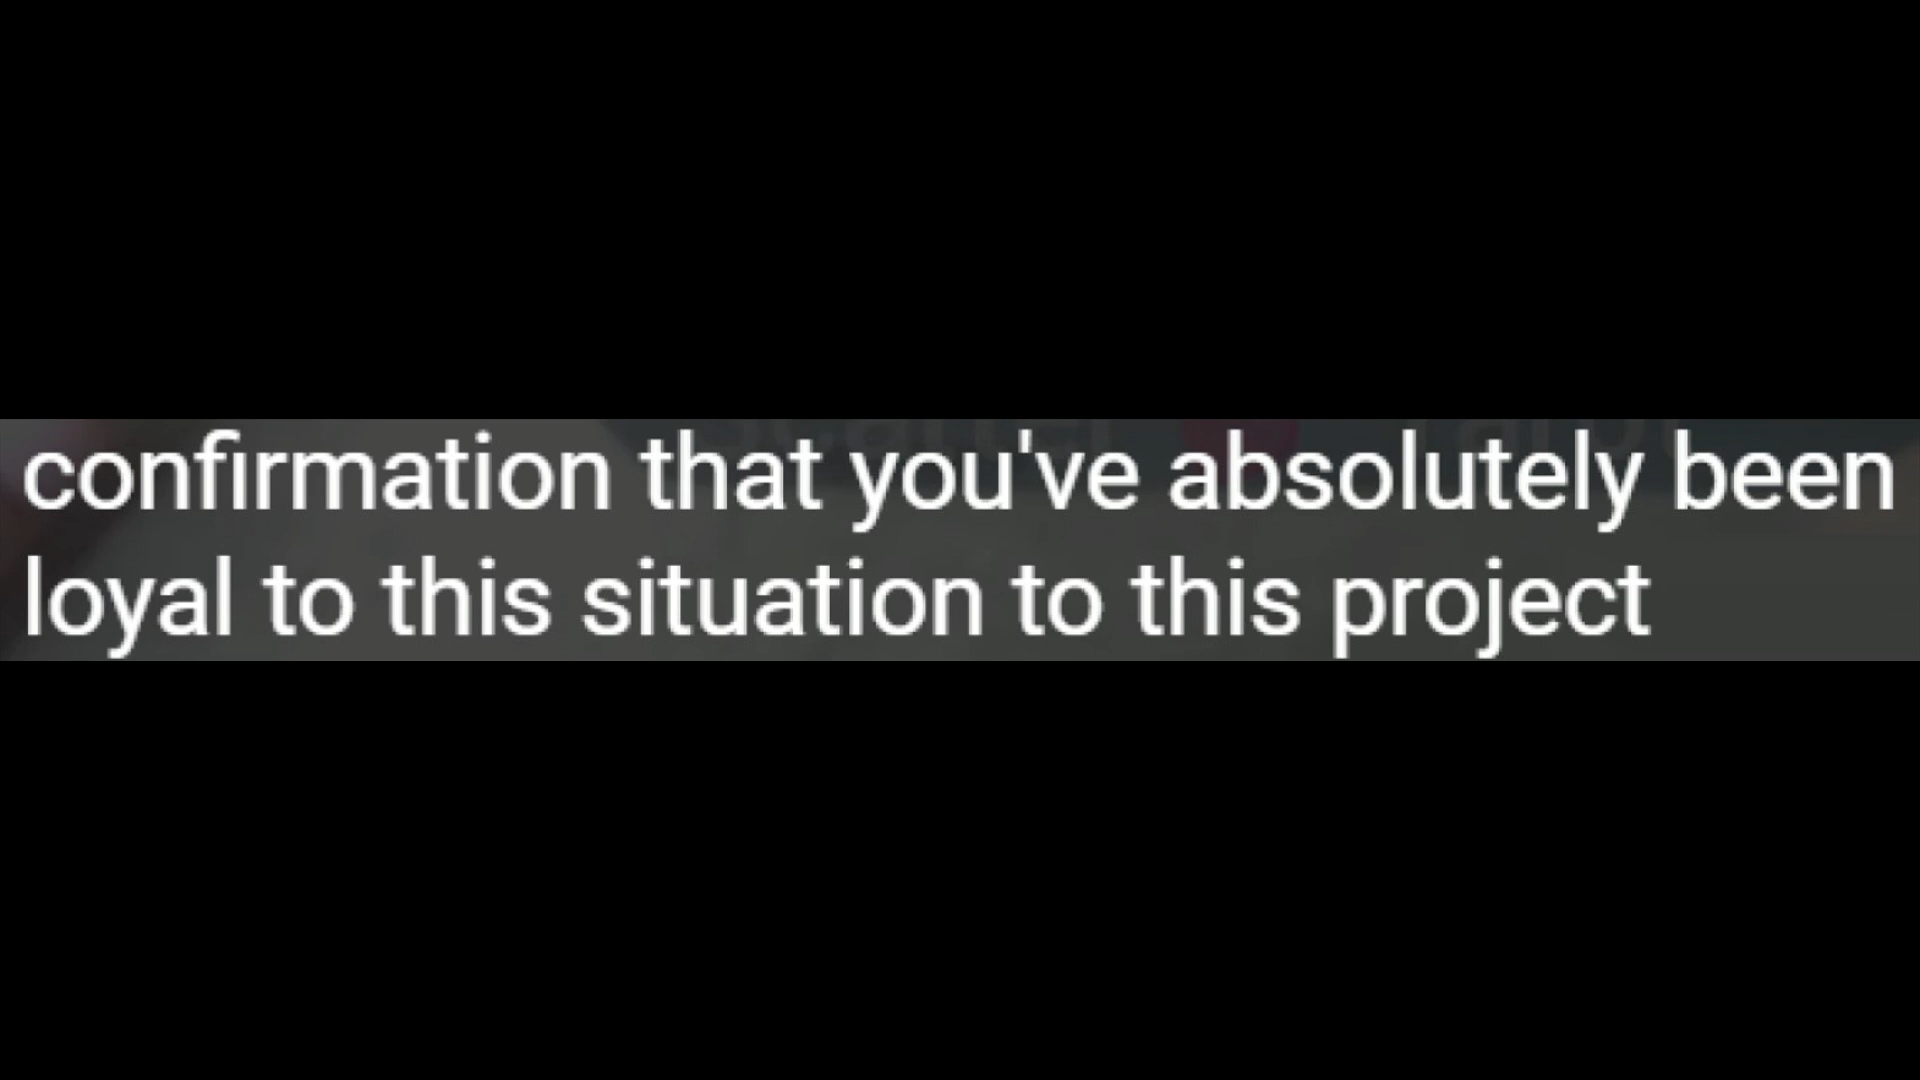 confirmation that you've absolutely been
loyal to this situation to this project